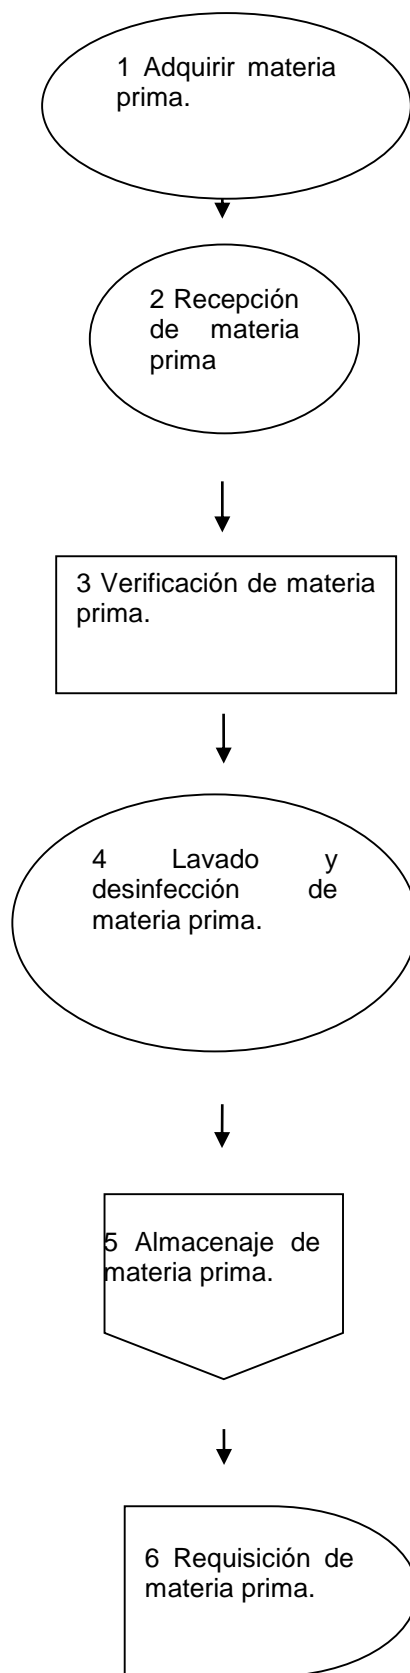 1 Adquirir materia
prima.
2 Recepción
de materia
prima
3 Verificación de materia
prima.
4 Lavado y
desinfección de
materia prima.
5 Almacenaje de
materia prima.
6 Requisición de
materia prima.